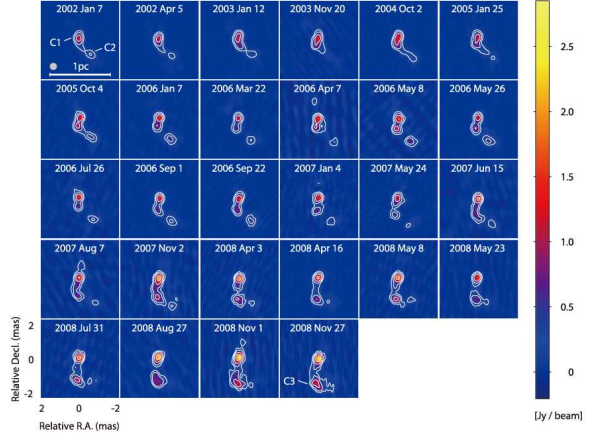 2002 Jan 7 2002 Apr 5 2003 Jan 12 2003 Nov 20 2004 Oct 2 2005 Jan 25
C1 C2
1pc
2005 Oct 4 2006 Jan 7 2006 Mar 22 2006 Apr 7 2006 May 8 2006 May 26
2006 Jul 26 2006 Sep 1 2006 Sep 22 2007 Jan 4 2007 May 24 2007 Jun 15
2007 Aug 7 2007 Nov 2 2008 Apr 3 2008 Apr 16 2008 May 8 2008 May 23
2008 Jul 31 2008 Aug 27 2008 Nov 1 2008 Nov 27
C3
2
0
-2
Relative Decl. (mas)
2 0 -2
Relative R.A. (mas)
2.5
2.0
1.5
1.0
0.5
0
[Jy / beam]